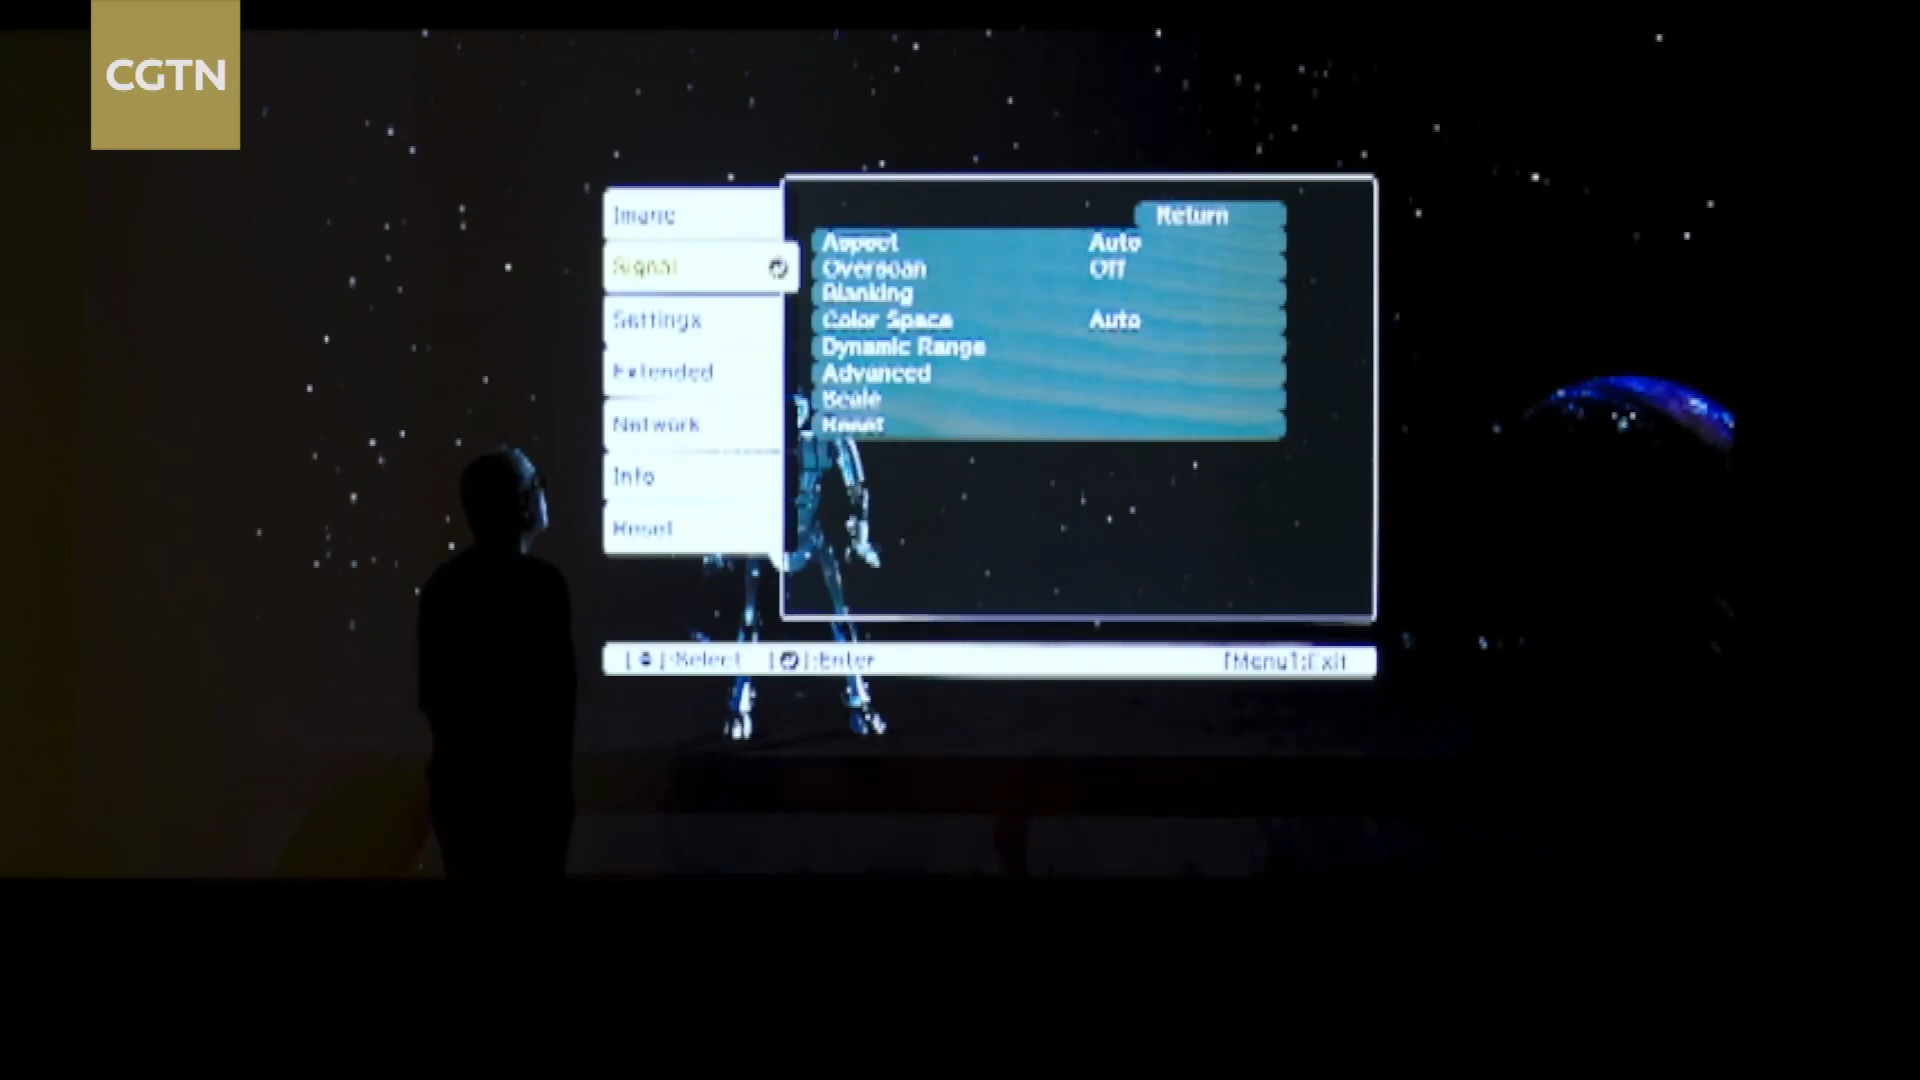 CGTN
Image
Signal
Settings
Extended
Network
Info
Reset
Return
Aspect Auto
Overscan Off
Blanking
Color Space Auto
Dynamic Range
Advanced
Scale
Reset
[ ]:Select [ ]:Enter [Menu]:Exit